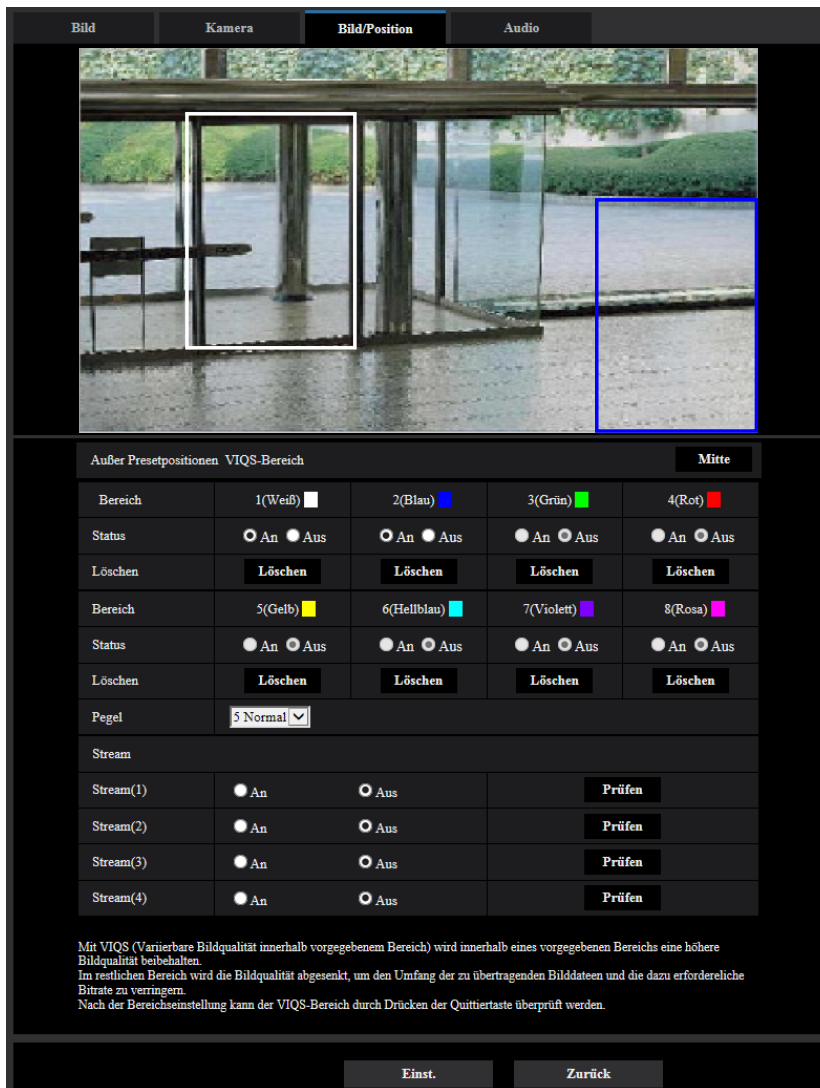 Bild Kamera Bild/Position Audio
Außer Presetpositionen VIQS-Bereich Mitte
Bereich 1(Weiß) 2(Blau) 3(Grün) 4(Rot)
Status An Aus An Aus An Aus An Aus
Löschen Löschen Löschen Löschen Löschen
Bereich 5(Gelb) 6(Hellblau) 7(Violett) 8(Rosa)
Status An Aus An Aus An Aus An Aus
Löschen Löschen Löschen Löschen Löschen
Pegel 5 Normal
Stream
Stream(1) An Aus Prüfen
Stream(2) An Aus Prüfen
Stream(3) An Aus Prüfen
Stream(4) An Aus Prüfen
Mit VIQS (Variierbare Bildqualität innerhalb vorgegebenem Bereich) wird innerhalb eines vorgegebenen Bereichs eine höhere
Bildqualität beibehalten.
Im restlichen Bereich wird die Bildqualität abgesenkt, um den Umfang der zu übertragenden Bilddateen und die dazu erfordereliche
Bitrate zu verringern.
Nach der Bereichseinstellung kann der VIQS-Bereich durch Drücken der Quittiertaste überprüft werden.
Einst. Zurück